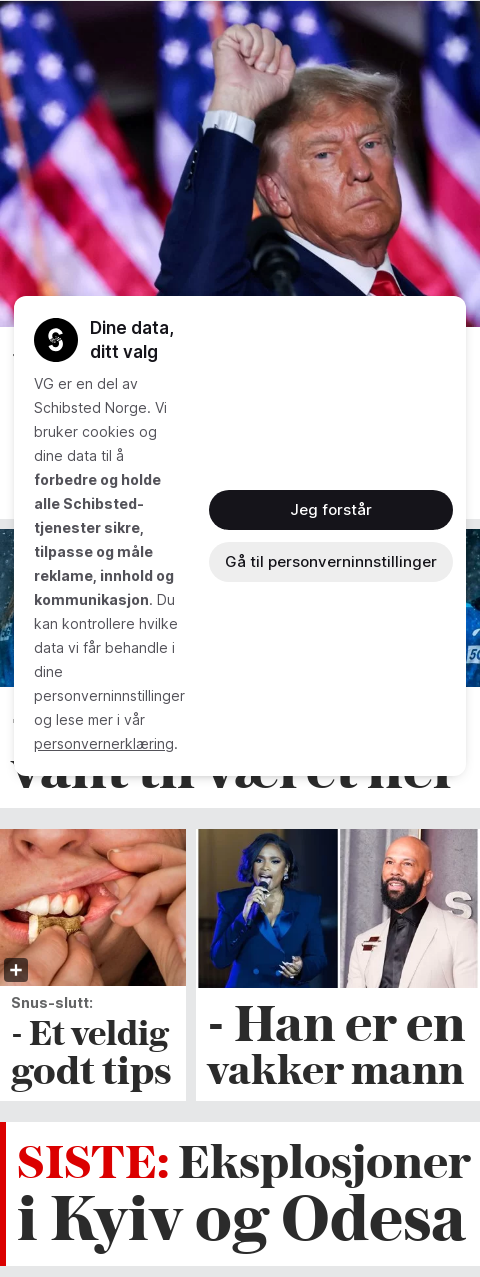 Dine data,
ditt valg
VG er en del av
Schibsted Norge. Vi
bruker cookies og
dine data til å
forbedre og holde
alle Schibsted-
tjenester sikre,
tilpasse og måle
reklame, innhold og
kommunikasjon. Du
kan kontrollere hvilke
data vi får behandle i
dine
personverninnstillinger
og lese mer i vår
personvernerklæring.
Jeg forstår
Gå til personverninnstillinger
vant til været her
Snus-slutt:
- Et veldig
godt tips
- Han er en
vakker mann
SISTE: Eksplosjoner
i Kyiv og Odesa